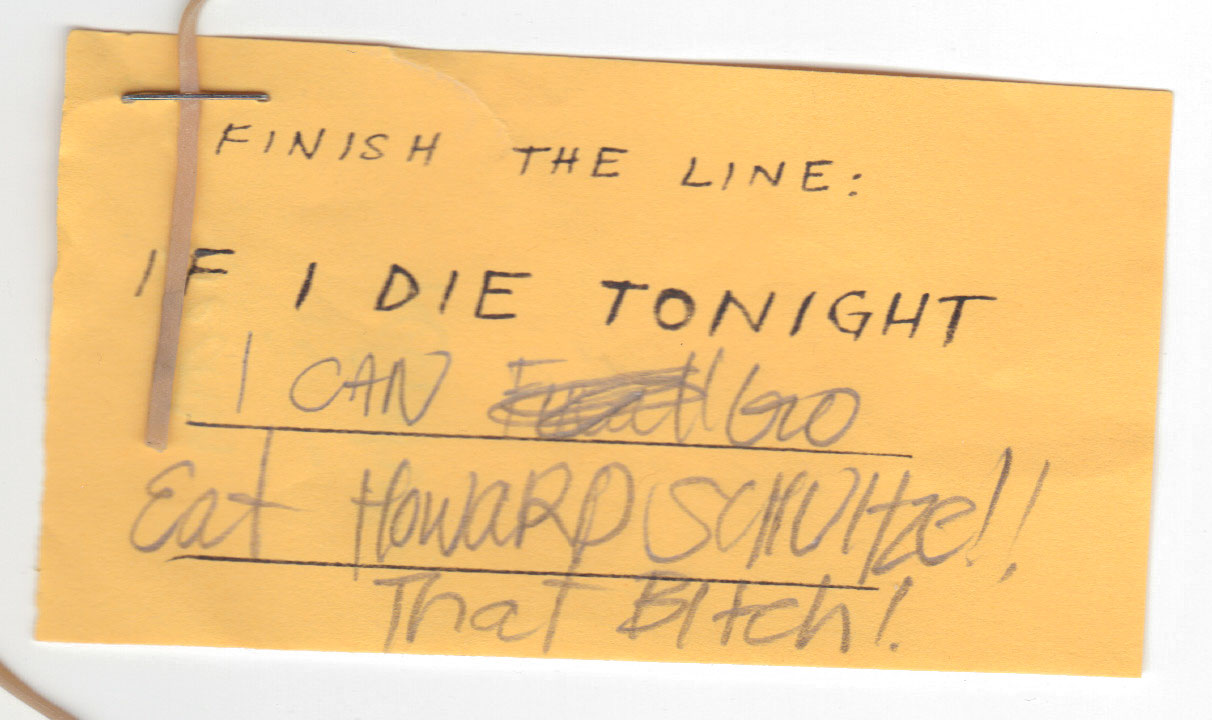 FINISH THE LINE:
IF I DIE TONIGHT
I CAN GO
Eat HOWARD SCHULtze!!
That BItch!